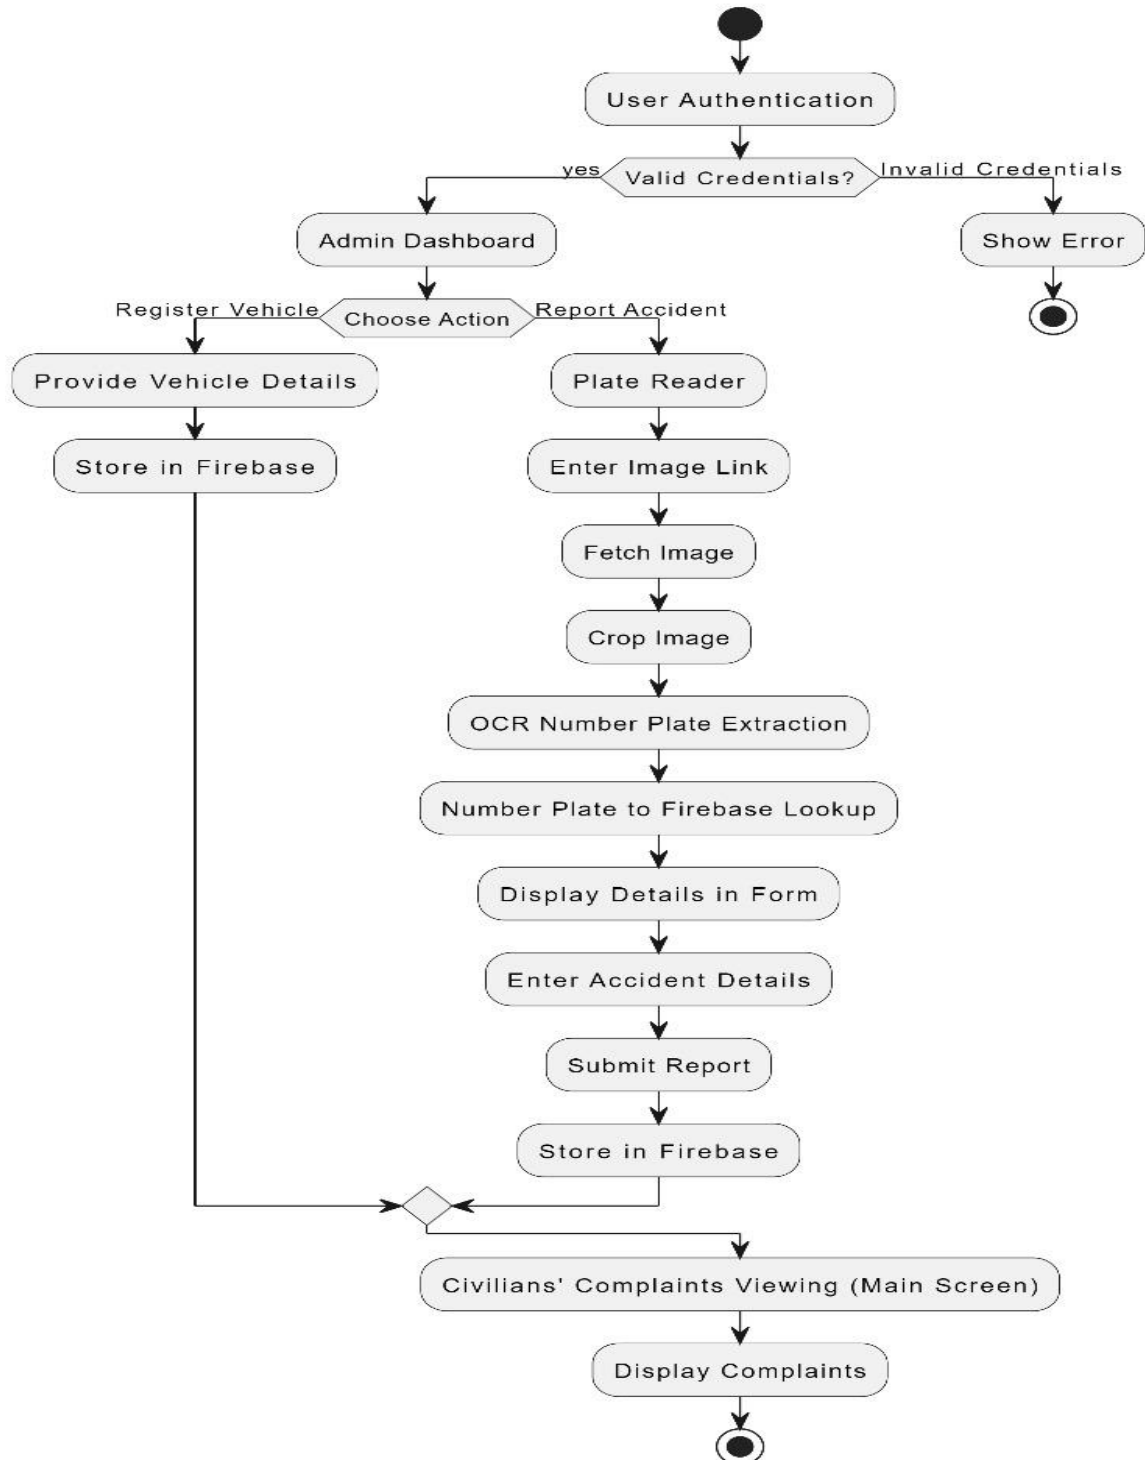 User Authentication
yes
Valid Credentials?
Invalid Credentials
Admin Dashboard
Show Error
Register Vehicle
Choose Action
Report Accident
Provide Vehicle Details
Plate Reader
Store in Firebase
Enter Image Link
Fetch Image
Crop Image
OCR Number Plate Extraction
Number Plate to Firebase Lookup
Display Details in Form
Enter Accident Details
Submit Report
Store in Firebase
Civilians' Complaints Viewing (Main Screen)
Display Complaints